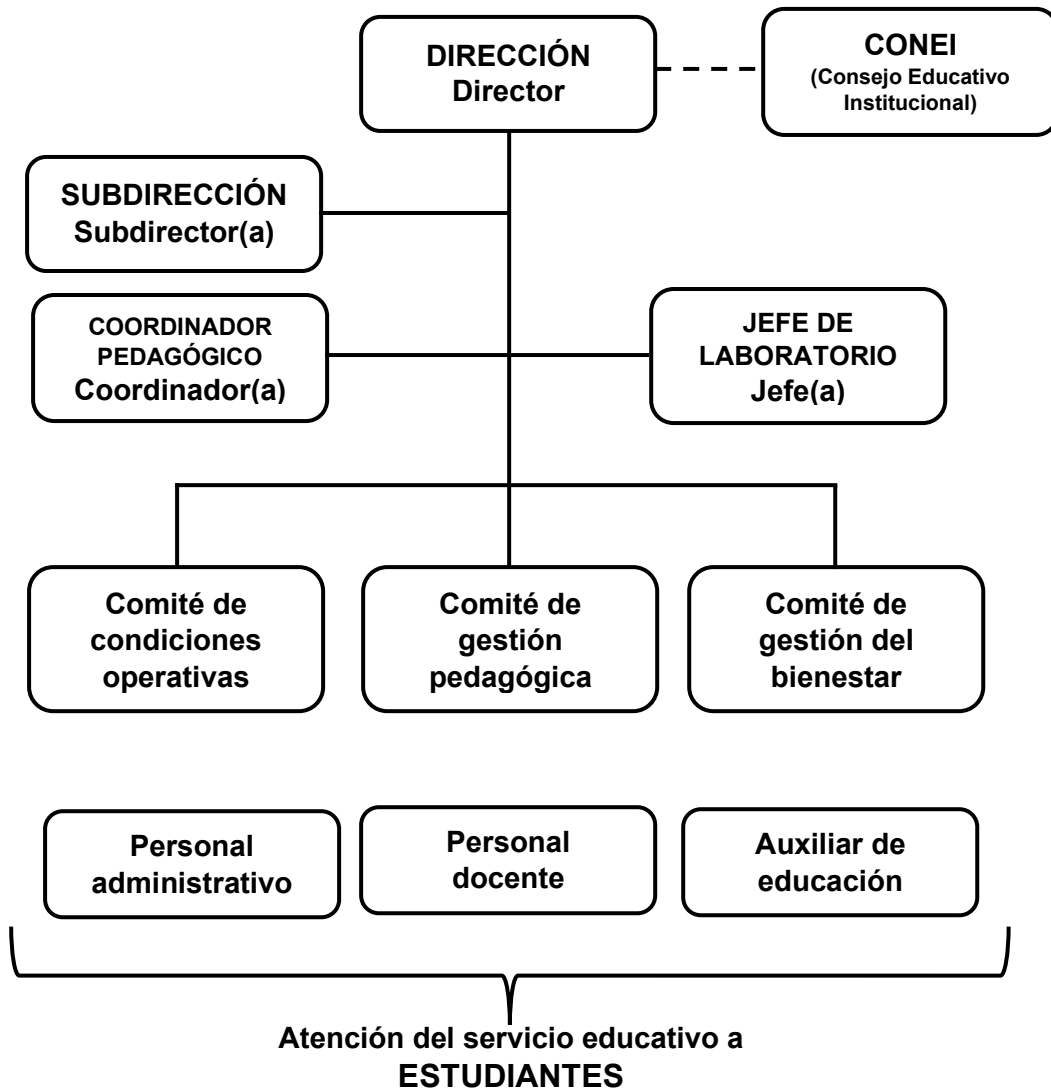 DIRECCIÓN
Director
CONEI
(Consejo Educativo
Institucional)
SUBDIRECCIÓN
Subdirector(a)
COORDINADOR
PEDAGÓGICO
Coordinador(a)
JEFE DE
LABORATORIO
Jefe(a)
Comité de
condiciones
operativas
Comité de
gestión
pedagógica
Comité de
gestión del
bienestar
Personal
administrativo
Personal
docente
Auxiliar de
educación
Atención del servicio educativo a
ESTUDIANTES